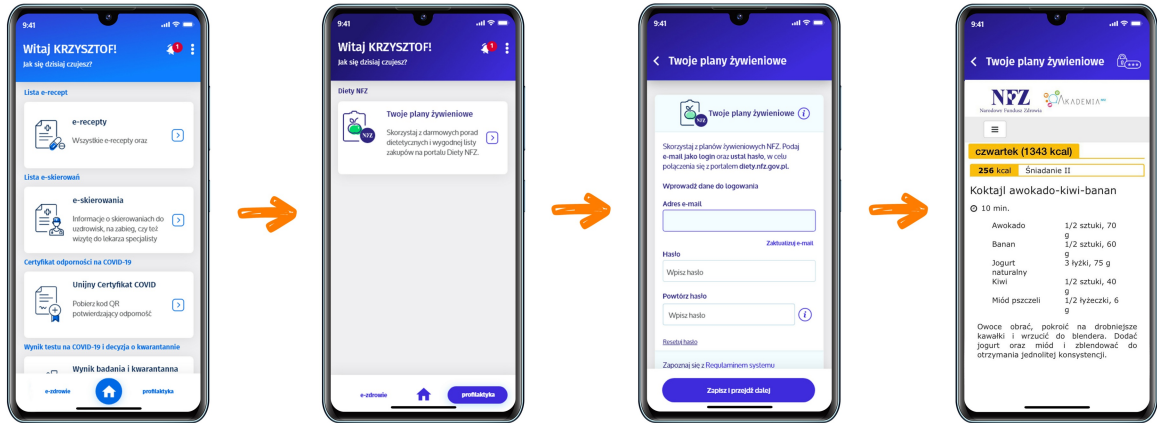 9:41
Witaj KRZYSZTOF!
1
Jak się dzisiaj czujesz?
Lista e-recept
e-recepty
Wszystkie e-recepty oraz
Lista e-skierowań
e-skierowania
Informacje o skierowaniach do
uzdrowisk, na zabieg, czy też
wizytę do lekarza specjalisty
Certyfikat odporności na COVID-19
Unijny Certyfikat COVID
Pobierz kod QR
potwierdzający odporność
Wynik testu na COVID-19 i decyzja o kwarantannie
Wynik badania i kwarantanna
e-zdrowie
profilaktyka
9:41
Witaj KRZYSZTOF!
1
Jak się dzisiaj czujesz?
Diety NFZ
Twoje plany żywieniowe
NFZ
Skorzystaj z darmowych porad
dietetycznych i wygodnej listy
zakupów na portalu Diety NFZ.
e-zdrowie
profilaktyka
9:41
Twoje plany żywieniowe
NFZ
Twoje plany żywieniowe i
Skorzystaj z planów żywieniowych NFZ. Podaj
e-mail jako login oraz ustal hasło, w celu
połączenia się z portalem diety.nfz.gov.pl.
Wprowadź dane do logowania
Adres e-mail
Zaktualizuj e-mail
Hasło
Wpisz hasło
Powtórz hasło
Wpisz hasło
i
Resetuj hasło
Zapoznaj się z Regulaminem systemu
Zapisz i przejdź dalej
9:41
Twoje plany żywieniowe
NFZ
Narodowy Fundusz Zdrowia
AKADEMIA NFZ
czwartek (1343 kcal)
256 kcal Śniadanie II
Koktajl awokado-kiwi-banan
10 min.
Awokado 1/2 sztuki, 70
g
Banan 1/2 sztuki, 60
g
Jogurt 3 łyżki, 75 g
naturalny
Kiwi 1/2 sztuki, 40
g
Miód pszczeli 1/2 łyżeczki, 6
g
Owoce obrać, pokroić na drobniejsze
kawałki i wrzucić do blendera. Dodać
jogurt oraz miód i zblendować do
otrzymania jednolitej konsystencji.